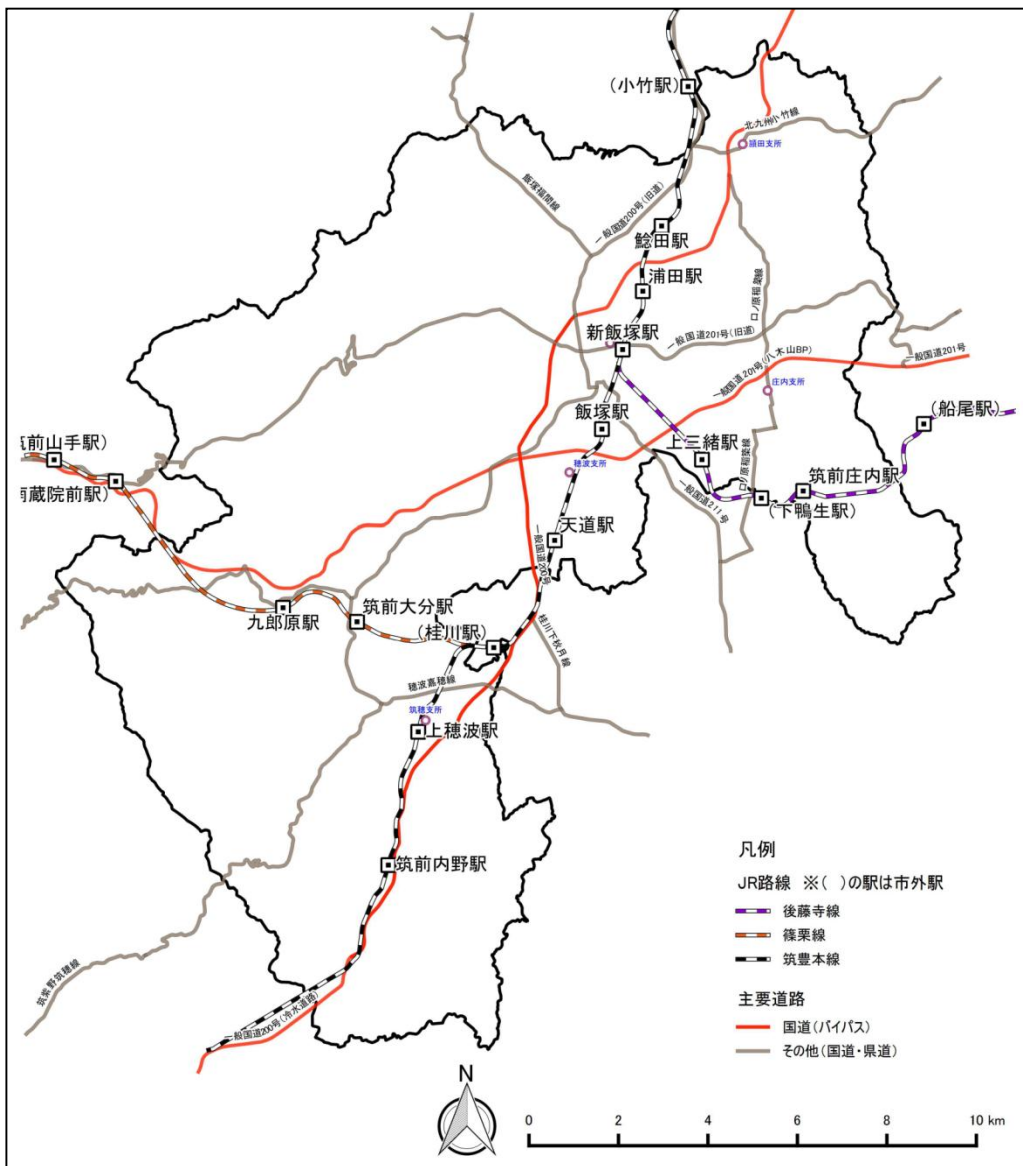 (小竹駅)
北九州小竹線
頴田支所
飯塚福間線
一般国道200号(旧道)
鯰田駅
浦田駅
口ノ原稲築線
新飯塚駅
一般国道201号(旧道)
一般国道201号(八木山BP)
一般国道201号
庄内支所
飯塚駅
(船尾駅)
上三緒駅
筑前山手駅)
穂波支所
口ノ原稲築線
筑前庄内駅
南蔵院前駅)
一般国道211号
(下鴨生駅)
天道駅
一般国道200号
筑前大分駅
九郎原駅
(桂川駅)
桂川下秋月線
穂波嘉穂線
筑穂支所
上穂波駅
筑前内野駅
筑紫野筑穂線
一般国道200号(冷水道路)
凡例
JR路線 ※( )の駅は市外駅
後藤寺線
篠栗線
筑豊本線
主要道路
国道(バイパス)
その他(国道・県道)
N
0 2 4 6 8 10 km